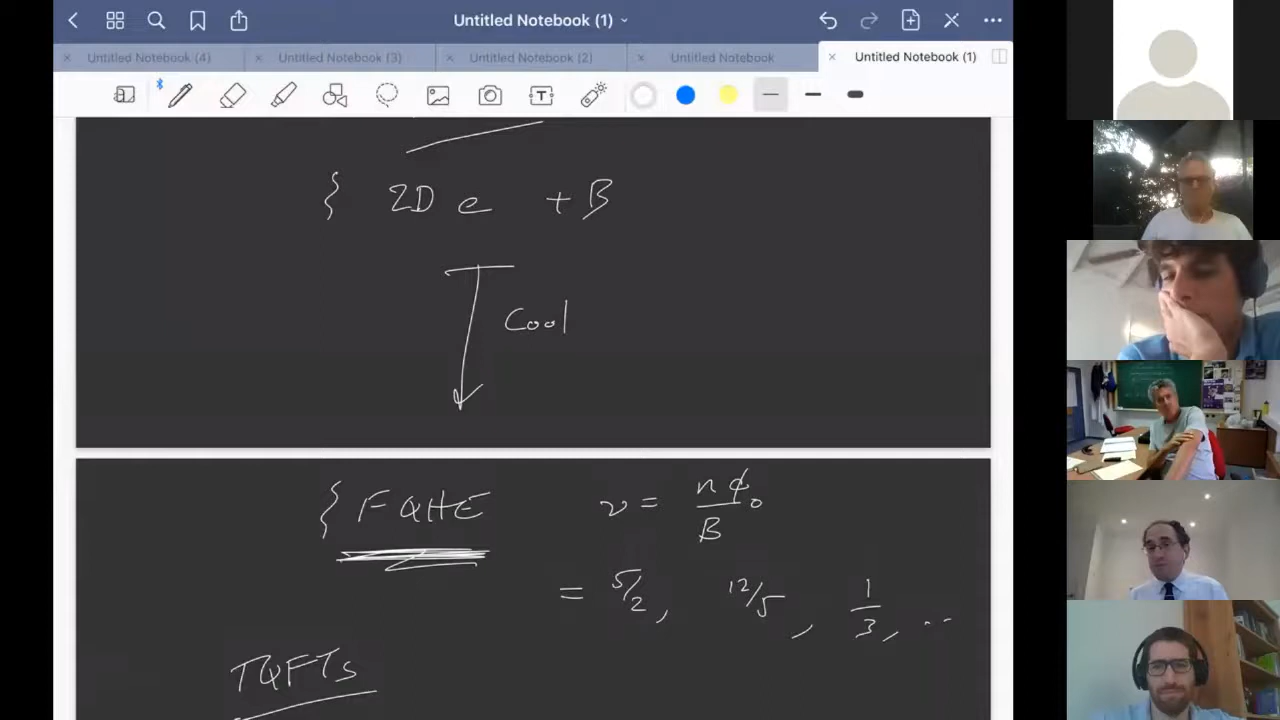 Untitled Notebook (1)
Untitled Notebook (4) Untitled Notebook (3) Untitled Notebook (2) Untitled Notebook Untitled Notebook (1)
T
{ 2D e + B
Cool
{ FQHE ν = nϕ₀/B
= 5/2, 12/5, 1/3, ..
TQFTs